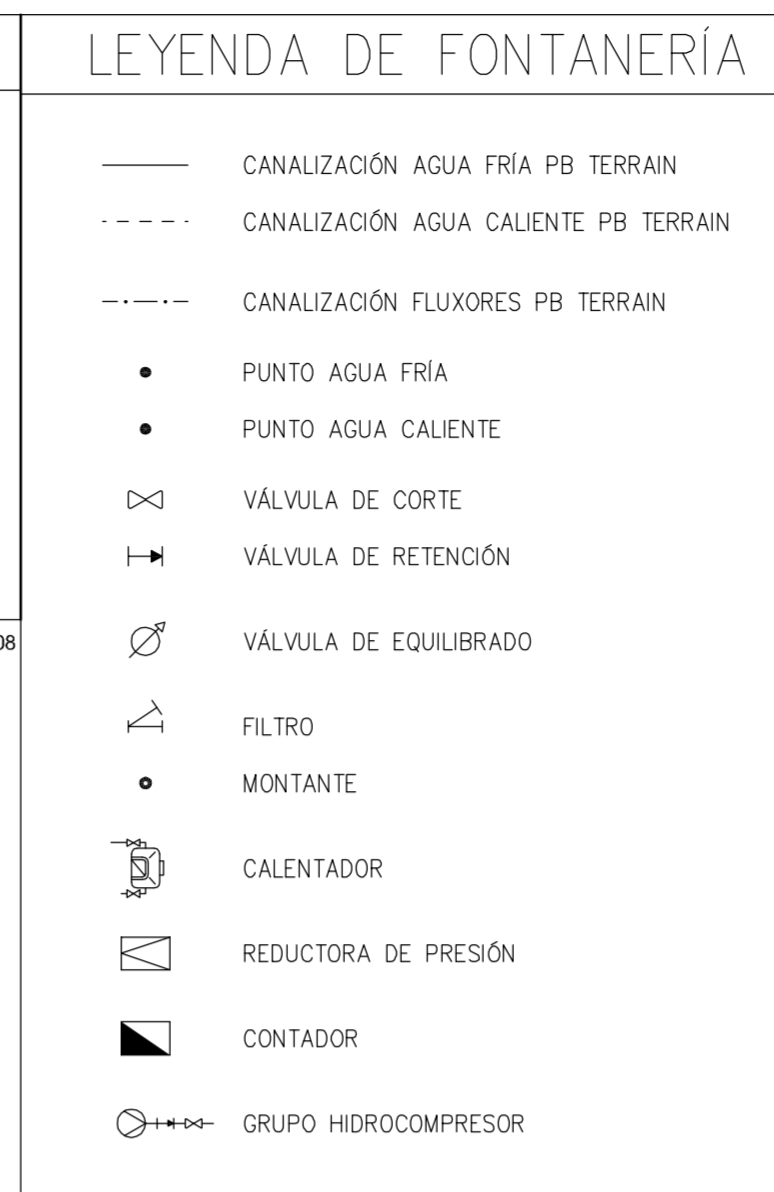 LEYENDA DE FONTANERÍA
CANALIZACIÓN AGUA FRÍA PB TERRAIN
CANALIZACIÓN AGUA CALIENTE PB TERRAIN
CANALIZACIÓN FLUXORES PB TERRAIN
PUNTO AGUA FRÍA
PUNTO AGUA CALIENTE
VÁLVULA DE CORTE
VÁLVULA DE RETENCIÓN
08
VÁLVULA DE EQUILIBRADO
FILTRO
MONTANTE
CALENTADOR
REDUCTORA DE PRESIÓN
CONTADOR
GRUPO HIDROCOMPRESOR